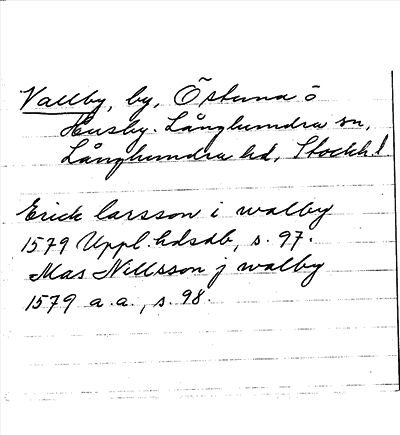 Vallby, by, Östuna o
Husby-Långhundra sn,
Långhundra hd, Stockh. l
Erick larsson i walby
1579 Uppl. hdsdb, s. 97.
Mas Nillsson j walby
1579 a.a., s. 98.